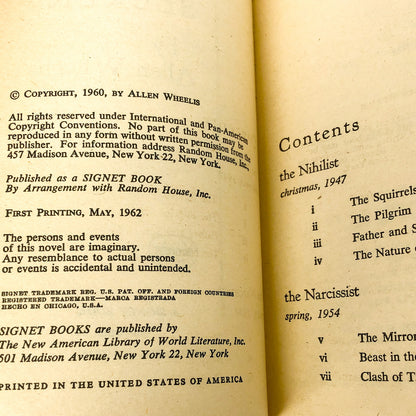 © Copyright, 1960, by Allen Wheelis
All rights reserved under International and Pan-American
Copyright Conventions. No part of this book may be
reproduced in any form without written permission from the
publisher. For information address Random House, Inc.,
457 Madison Avenue, New York 22, New York.
Published as a SIGNET BOOK
By Arrangement with Random House, Inc.
First Printing, May, 1962
The persons and events
of this novel are imaginary.
Any resemblance to actual persons
or events is accidental and unintended.
SIGNET TRADEMARK REG. U.S. PAT. OFF. AND FOREIGN COUNTRIES
REGISTERED TRADEMARK—MARCA REGISTRADA
HECHO EN CHICAGO, U.S.A.
SIGNET BOOKS are published by
The New American Library of World Literature, Inc.
501 Madison Avenue, New York 22, New York
PRINTED IN THE UNITED STATES OF AMERICA
Contents
the Nihilist
christmas, 1947
i The Squirrels
ii The Pilgrim
iii Father and S
iv The Nature o
the Narcissist
spring, 1954
v The Mirror
vi Beast in the
vii Clash of T